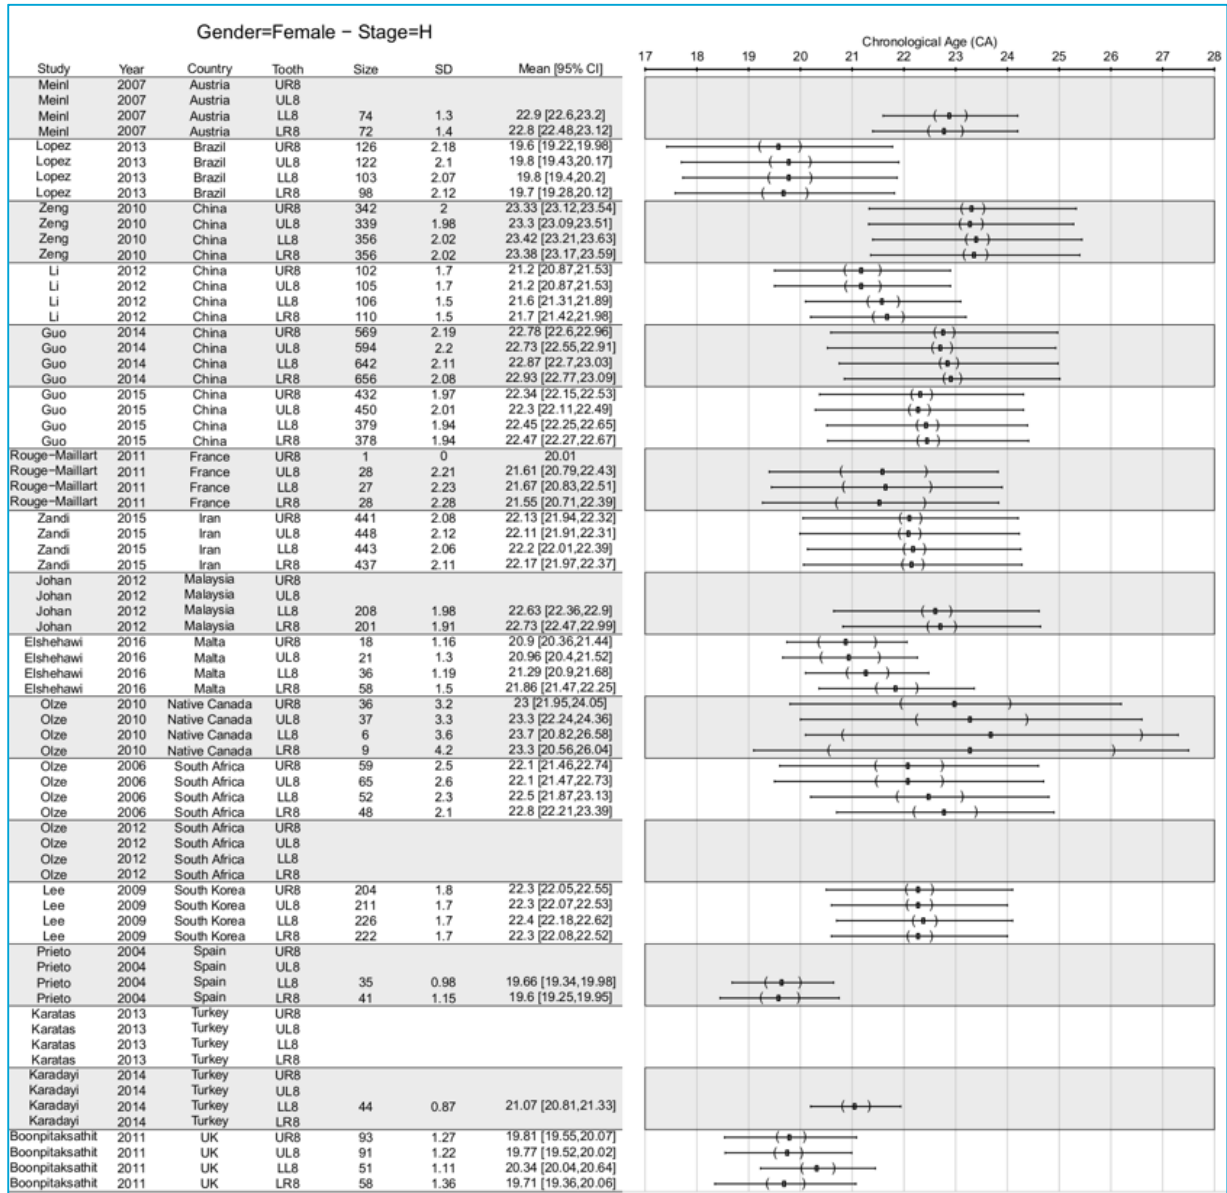 Gender=Female − Stage=H
Chronological Age (CA)
17 19 20 21 22 23 24 25 26 27 28
Study Year Country Tooth Size SD Mean [95% CI]
Meinl 2007 Austria UR8
Meinl 2007 Austria UL8
Meinl 2007 Austria LL8 74 1.3 22.9 [22.6,23.2]
Meinl 2007 Austria LR8 72 1.4 22.8 [22.48,23.12]
Lopez 2013 Brazil UR8 126 2.18 19.6 [19.22,19.98]
Lopez 2013 Brazil UL8 122 2.1 19.8 [19.43,20.17]
Lopez 2013 Brazil LL8 103 2.07 19.8 [19.4,20.2]
Lopez 2013 Brazil LR8 98 2.12 19.7 [19.28,20.12]
Zeng 2010 China UR8 342 2 23.33 [23.12,23.54]
Zeng 2010 China UL8 339 1.98 23.3 [23.09,23.51]
Zeng 2010 China LL8 356 2.02 23.42 [23.21,23.63]
Zeng 2010 China LR8 356 2.02 23.38 [23.17,23.59]
Li 2012 China UR8 102 1.7 21.2 [20.87,21.53]
Li 2012 China UL8 105 1.7 21.2 [20.87,21.53]
Li 2012 China LL8 106 1.5 21.6 [21.31,21.89]
Li 2012 China LR8 110 1.5 21.7 [21.42,21.98]
Guo 2014 China UR8 569 2.19 22.78 [22.6,22.96]
Guo 2014 China UL8 594 2.2 22.73 [22.55,22.91]
Guo 2014 China LL8 642 2.11 22.87 [22.7,23.03]
Guo 2014 China LR8 656 2.08 22.93 [22.77,23.09]
Guo 2015 China UR8 432 1.97 22.34 [22.15,22.53]
Guo 2015 China UL8 450 2.01 22.3 [22.11,22.49]
Guo 2015 China LL8 379 1.94 22.45 [22.25,22.65]
Guo 2015 China LR8 378 1.94 22.47 [22.27,22.67]
Rouge−Maillart 2011 France UR8 1 0 20.01
Rouge−Maillart 2011 France UL8 28 2.21 21.61 [20.79,22.43]
Rouge−Maillart 2011 France LL8 27 2.23 21.67 [20.83,22.51]
Rouge−Maillart 2011 France LR8 28 2.28 21.55 [20.71,22.39]
Zandi 2015 Iran UR8 441 2.08 22.13 [21.94,22.32]
Zandi 2015 Iran UL8 448 2.12 22.11 [21.91,22.31]
Zandi 2015 Iran LL8 443 2.06 22.2 [22.01,22.39]
Zandi 2015 Iran LR8 437 2.11 22.17 [21.97,22.37]
Johan 2012 Malaysia UR8
Johan 2012 Malaysia UL8
Johan 2012 Malaysia LL8 208 1.98 22.63 [22.36,22.9]
Johan 2012 Malaysia LR8 201 1.91 22.73 [22.47,22.99]
Elshehawi 2016 Malta UR8 18 1.16 20.9 [20.36,21.44]
Elshehawi 2016 Malta UL8 21 1.3 20.96 [20.4,21.52]
Elshehawi 2016 Malta LL8 36 1.19 21.29 [20.9,21.68]
Elshehawi 2016 Malta LR8 58 1.5 21.86 [21.47,22.25]
Olze 2010 Native Canada UR8 36 3.2 23 [21.95,24.05]
Olze 2010 Native Canada UL8 37 3.3 23.3 [22.24,24.36]
Olze 2010 Native Canada LL8 6 3.6 23.7 [20.82,26.58]
Olze 2010 Native Canada LR8 9 4.2 23.3 [20.56,26.04]
Olze 2006 South Africa UR8 59 2.5 22.1 [21.46,22.74]
Olze 2006 South Africa UL8 65 2.6 22.1 [21.47,22.73]
Olze 2006 South Africa LL8 52 2.3 22.5 [21.87,23.13]
Olze 2006 South Africa LR8 48 2.1 22.8 [22.21,23.39]
Olze 2012 South Africa UR8
Olze 2012 South Africa UL8
Olze 2012 South Africa LL8
Olze 2012 South Africa LR8
Lee 2009 South Korea UR8 204 1.8 22.3 [22.05,22.55]
Lee 2009 South Korea UL8 211 1.7 22.3 [22.07,22.53]
Lee 2009 South Korea LL8 226 1.7 22.4 [22.18,22.62]
Lee 2009 South Korea LR8 222 1.7 22.3 [22.08,22.52]
Prieto 2004 Spain UR8
Prieto 2004 Spain UL8
Prieto 2004 Spain LL8 35 0.98 19.66 [19.34,19.98]
Prieto 2004 Spain LR8 41 1.15 19.6 [19.25,19.95]
Karatas 2013 Turkey UR8
Karatas 2013 Turkey UL8
Karatas 2013 Turkey LL8
Karatas 2013 Turkey LR8
Karadayi 2014 Turkey UR8
Karadayi 2014 Turkey UL8
Karadayi 2014 Turkey LL8 44 0.87 21.07 [20.81,21.33]
Karadayi 2014 Turkey LR8
Boonpitaksathit 2011 UK UR8 93 1.27 19.81 [19.55,20.07]
Boonpitaksathit 2011 UK UL8 91 1.22 19.77 [19.52,20.02]
Boonpitaksathit 2011 UK LL8 51 1.11 20.34 [20.04,20.64]
Boonpitaksathit 2011 UK LR8 58 1.36 19.71 [19.36,20.06]